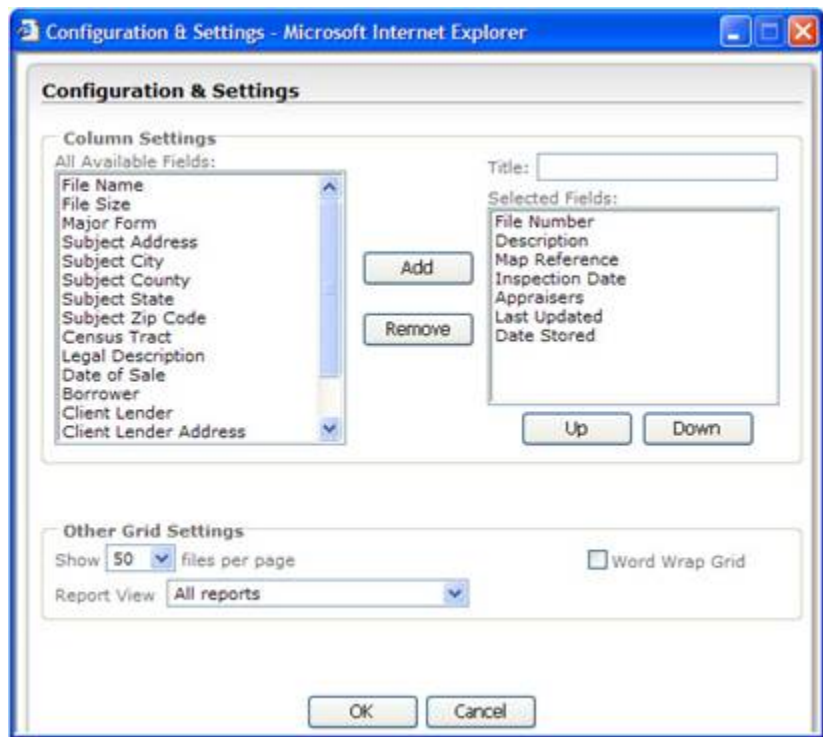 Configuration & Settings - Microsoft Internet Explorer
Configuration & Settings
Column Settings
All Available Fields:
File Name
File Size
Major Form
Subject Address
Subject City
Subject County
Subject State
Subject Zip Code
Census Tract
Legal Description
Date of Sale
Borrower
Client Lender
Client Lender Address
Add
Remove
Title:
Selected Fields:
File Number
Description
Map Reference
Inspection Date
Appraisers
Last Updated
Date Stored
Up Down
Other Grid Settings
Show 50 files per page
Word Wrap Grid
Report View All reports
OK Cancel